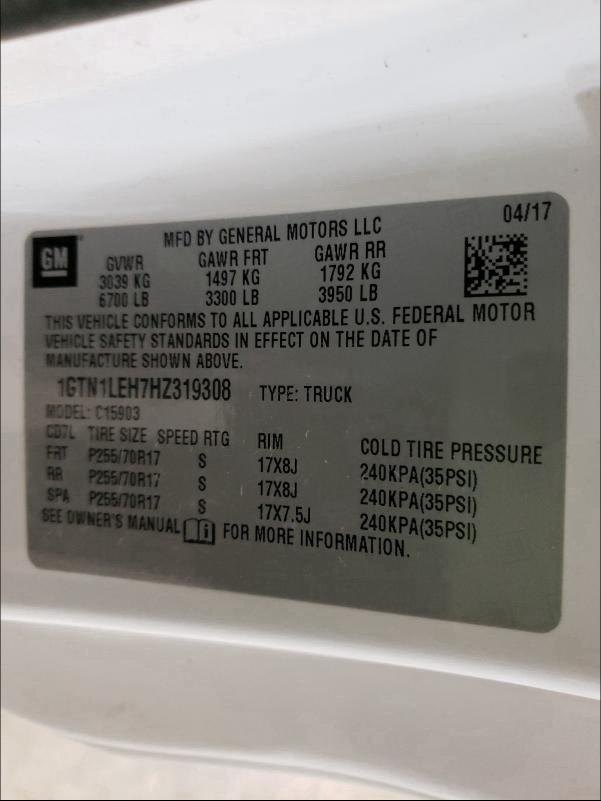 04/17
GM
MFD BY GENERAL MOTORS LLC
GVWR GAWR FRT GAWR RR
3039 KG 1497 KG 1792 KG
6700 LB 3300 LB 3950 LB
THIS VEHICLE CONFORMS TO ALL APPLICABLE U.S. FEDERAL MOTOR
VEHICLE SAFETY STANDARDS IN EFFECT ON THE DATE OF
MANUFACTURE SHOWN ABOVE.
1GTN1LEH7HZ319308 TYPE: TRUCK
MODEL: C15903
CD7L TIRE SIZE SPEED RTG RIM COLD TIRE PRESSURE
FRT P255/70R17 S 17X8J 240KPA(35PSI)
RR P255/70R17 S 17X8J 240KPA(35PSI)
SPA P255/70R17 S 17X7.5J 240KPA(35PSI)
SEE OWNER'S MANUAL FOR MORE INFORMATION.